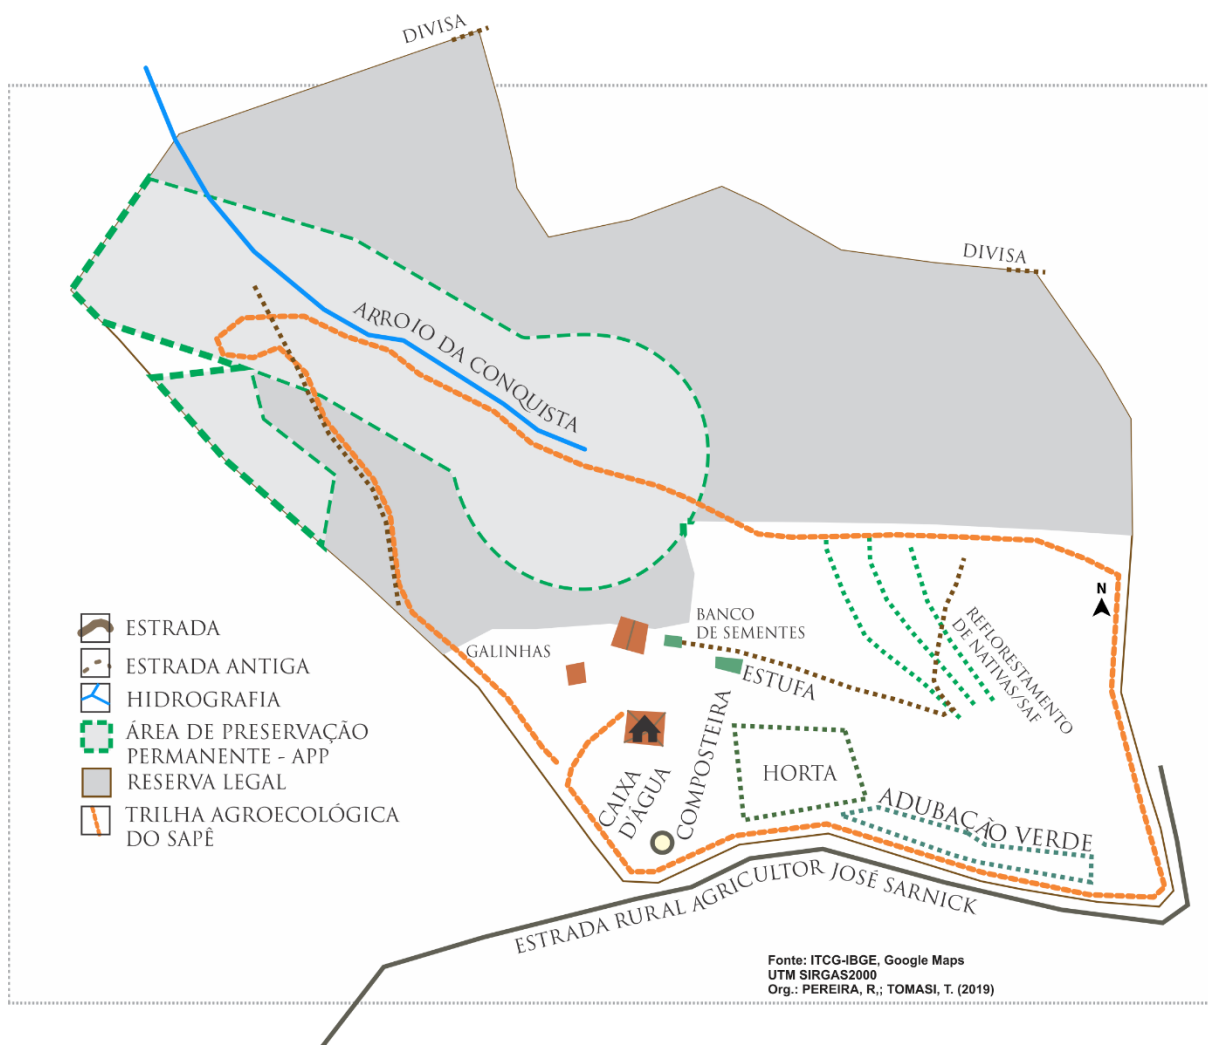 DIVISA
DIVISA
ARROIO DA CONQUISTA
N
BANCO
DE SEMENTES
GALINHAS
ESTUFA
REFLORESTAMENTO
DE NATIVAS/SAF
COMPOSTEIRA
CAIXA
D'ÁGUA
HORTA
ADUBAÇÃO VERDE
ESTRADA RURAL AGRICULTOR JOSÉ SARNICK
ESTRADA
ESTRADA ANTIGA
HIDROGRAFIA
ÁREA DE PRESERVAÇÃO
PERMANENTE - APP
RESERVA LEGAL
TRILHA AGROECOLÓGICA
DO SAPÊ
Fonte: ITCG-IBGE, Google Maps
UTM SIRGAS2000
Org.: PEREIRA, R,; TOMASI, T. (2019)